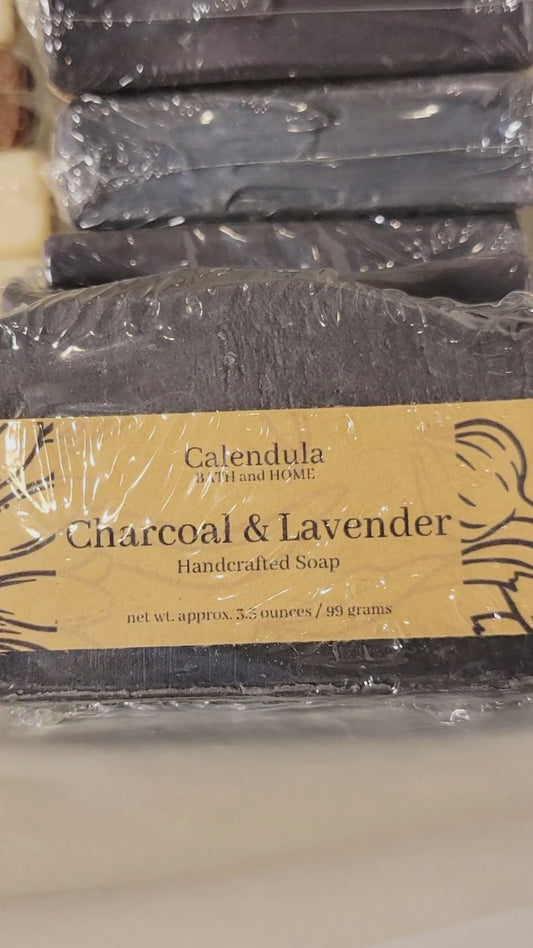 Calendula
BATH and HOME
Charcoal & Lavender
Handcrafted Soap
net wt. approx. 3.5 ounces / 99 grams